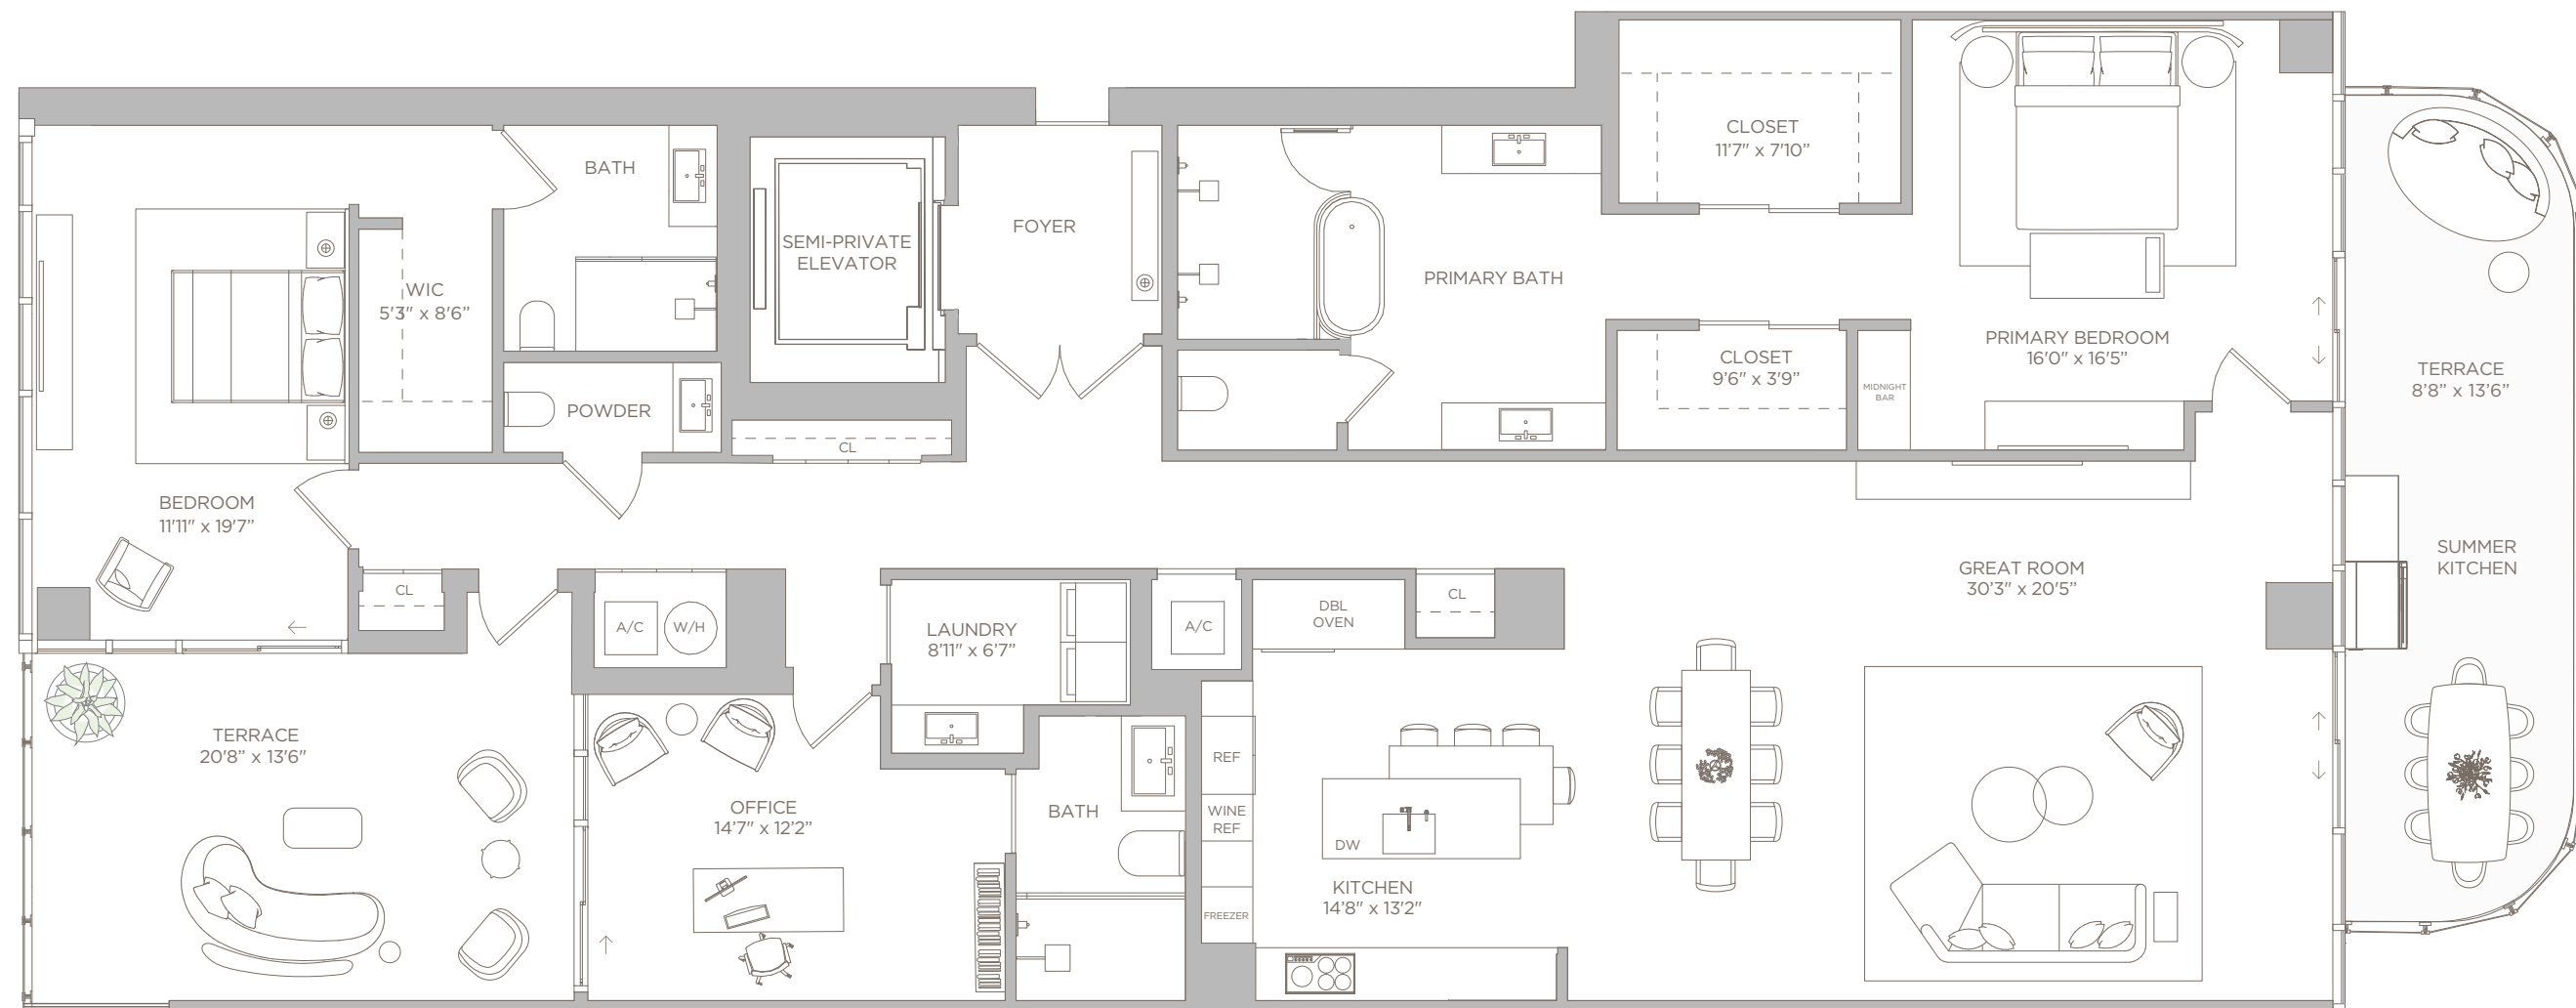 CLOSET
11'7" x 7'10"
BATH
FOYER
SEMI-PRIVATE
ELEVATOR
PRIMARY BATH
WIC
5'3" x 8'6"
PRIMARY BEDROOM
16'0" x 16'5"
CLOSET
9'6" x 3'9"
MIDNIGHT
BAR
TERRACE
8'8" x 13'6"
POWDER
CL
BEDROOM
11'11" x 19'7"
SUMMER
KITCHEN
GREAT ROOM
30'3" x 20'5"
CL
A/C
W/H
LAUNDRY
8'11" x 6'7"
A/C
DBL
OVEN
CL
TERRACE
20'8" x 13'6"
REF
OFFICE
14'7" x 12'2"
BATH
WINE
REF
DW
KITCHEN
14'8" x 13'2"
FREEZER